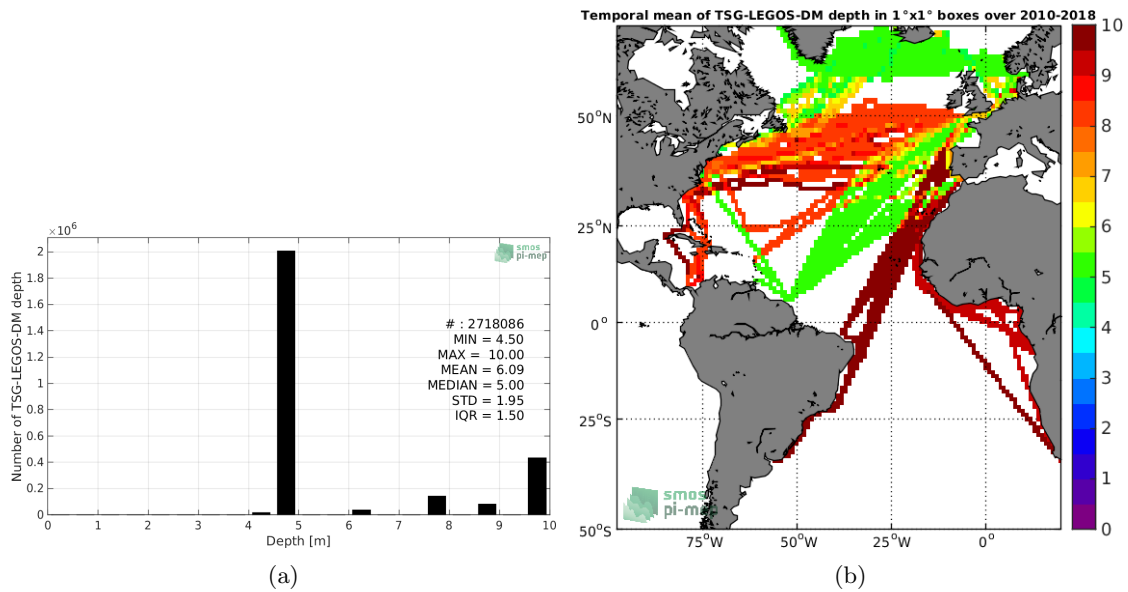 Temporal mean of TSG-LEGOS-DM depth in 1°x1° boxes over 2010-2018
×10⁶
2
1.8
1.6
1.4
1.2
1
0.8
0.6
0.4
0.2
0
Number of TSG-LEGOS-DM depth
smos
pi-mep
# : 2718086
MIN = 4.50
MAX = 10.00
MEAN = 6.09
MEDIAN = 5.00
STD = 1.95
IQR = 1.50
0 1 2 3 4 5 6 7 8 9 10
Depth [m]
(a)
50°N
25°N
0°
25°S
50°S
smos
pi-mep
75°W 50°W 25°W 0°
10
9
8
7
6
5
4
3
2
1
0
(b)